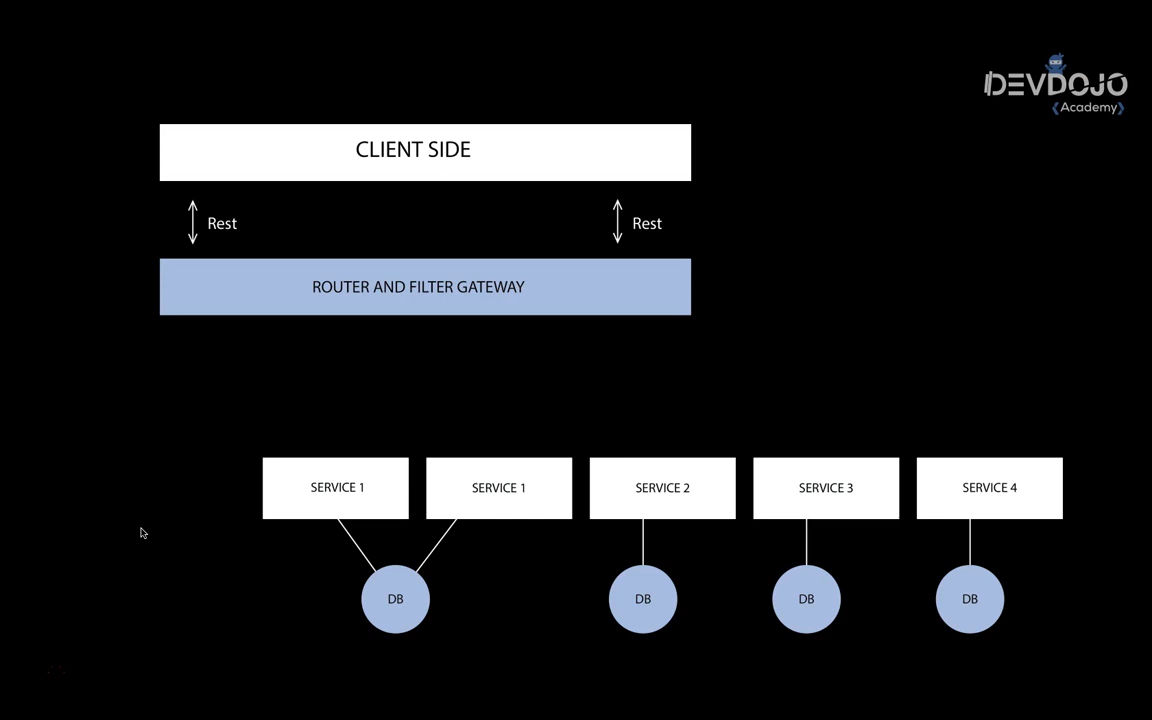 DEVDOJO
Academy
CLIENT SIDE
Rest
Rest
ROUTER AND FILTER GATEWAY
SERVICE 1
SERVICE 1
SERVICE 2
SERVICE 3
SERVICE 4
DB
DB
DB
DB